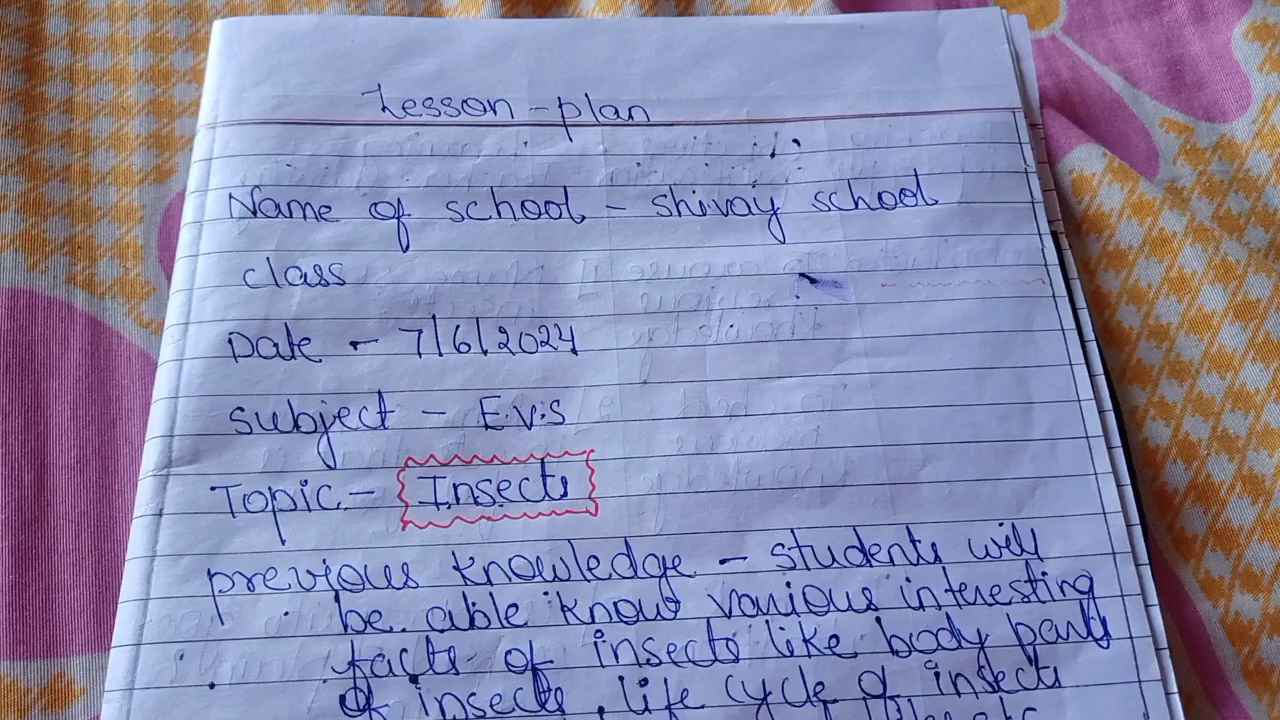 Lesson-plan
Name of school - shivay school
class
Date - 7/6/2024
subject - E.V.S
Topic - Insects
previous knowledge - students will
be able know various interesting
facts of insects like body parts
of insects, life cycle of insects